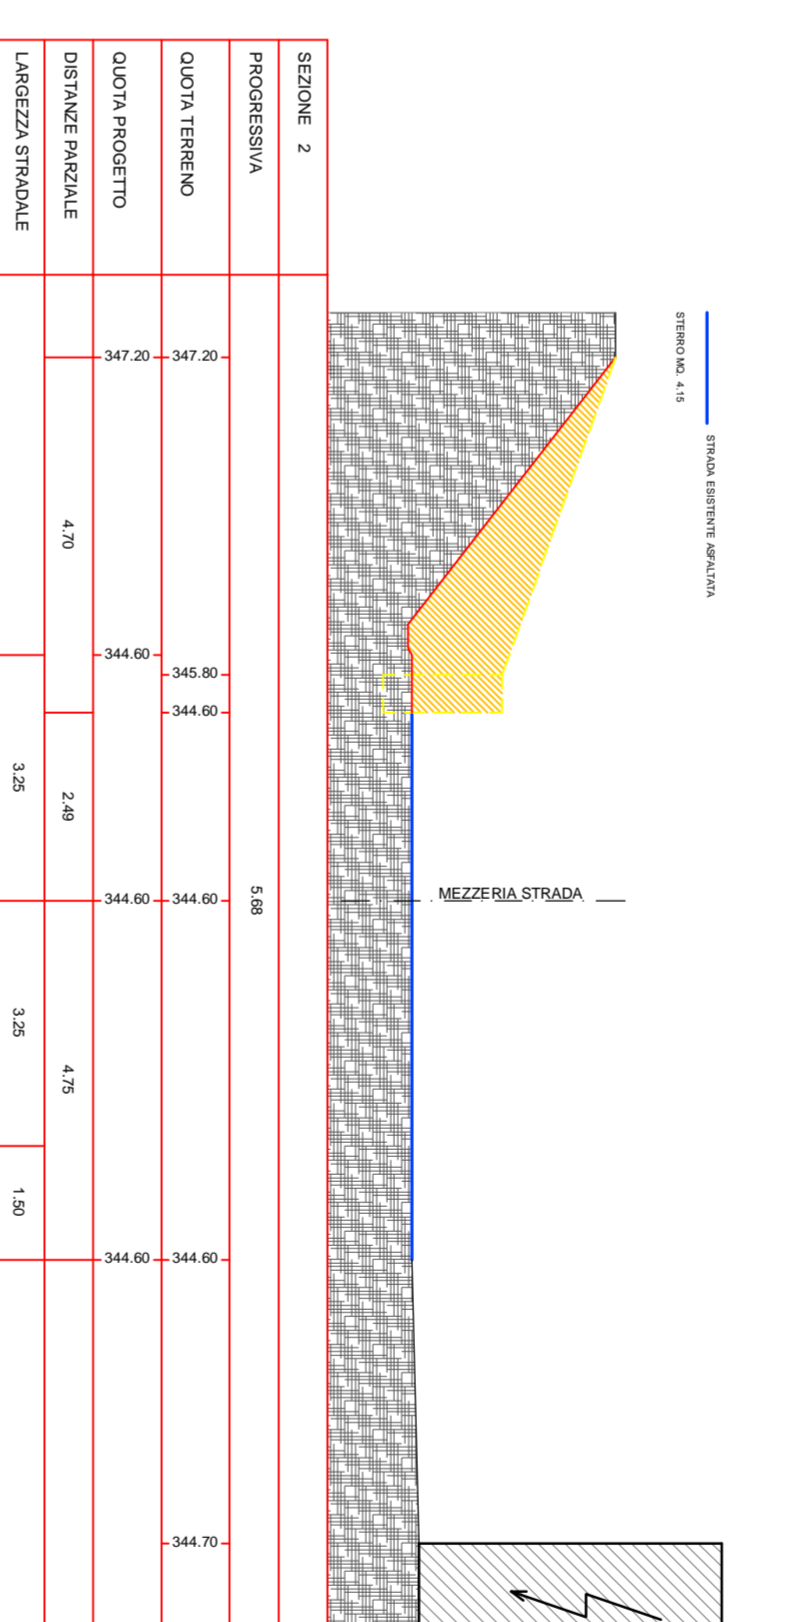 STRADA ESISTENTE ASFALTATA
STERRO MQ. 4.15
MEZZERIA STRADA
SEZIONE 2
PROGRESSIVA 5.68
QUOTA TERRENO 347.20 345.80 344.60 344.60 344.60 344.70
QUOTA PROGETTO 347.20 344.60 344.60 344.60
DISTANZE PARZIALE 4.70 2.49 4.75
LARGEZZA STRADALE 3.25 3.25 1.50